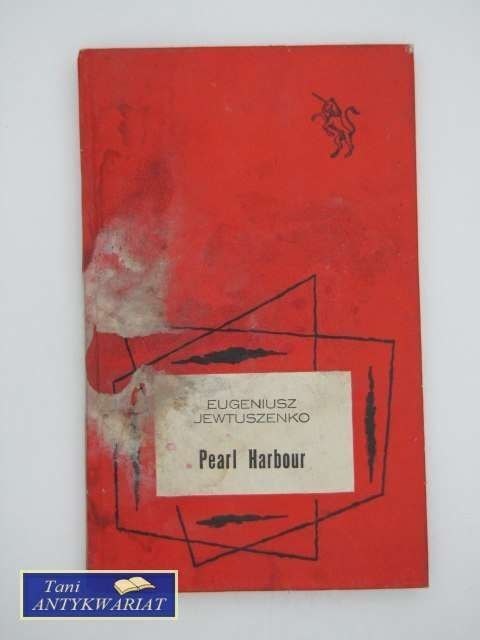 EUGENIUSZ
JEWTUSZENKO
Pearl Harbour
Tani
ANTYKWARIAT